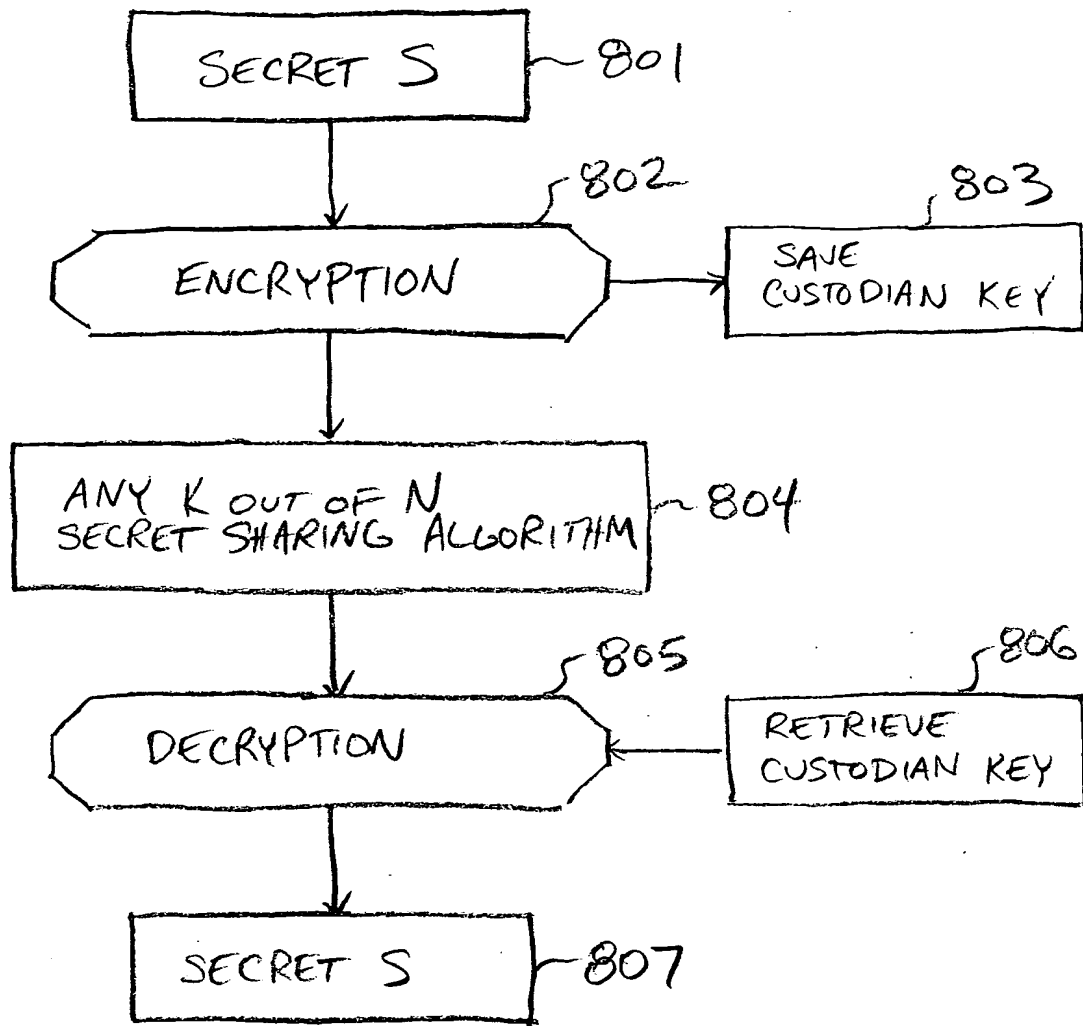 SECRET S
801
802
803
ENCRYPTION
SAVE
CUSTODIAN KEY
ANY K OUT OF N
SECRET SHARING ALGORITHM
804
805
806
DECRYPTION
RETRIEVE
CUSTODIAN KEY
SECRET S
807